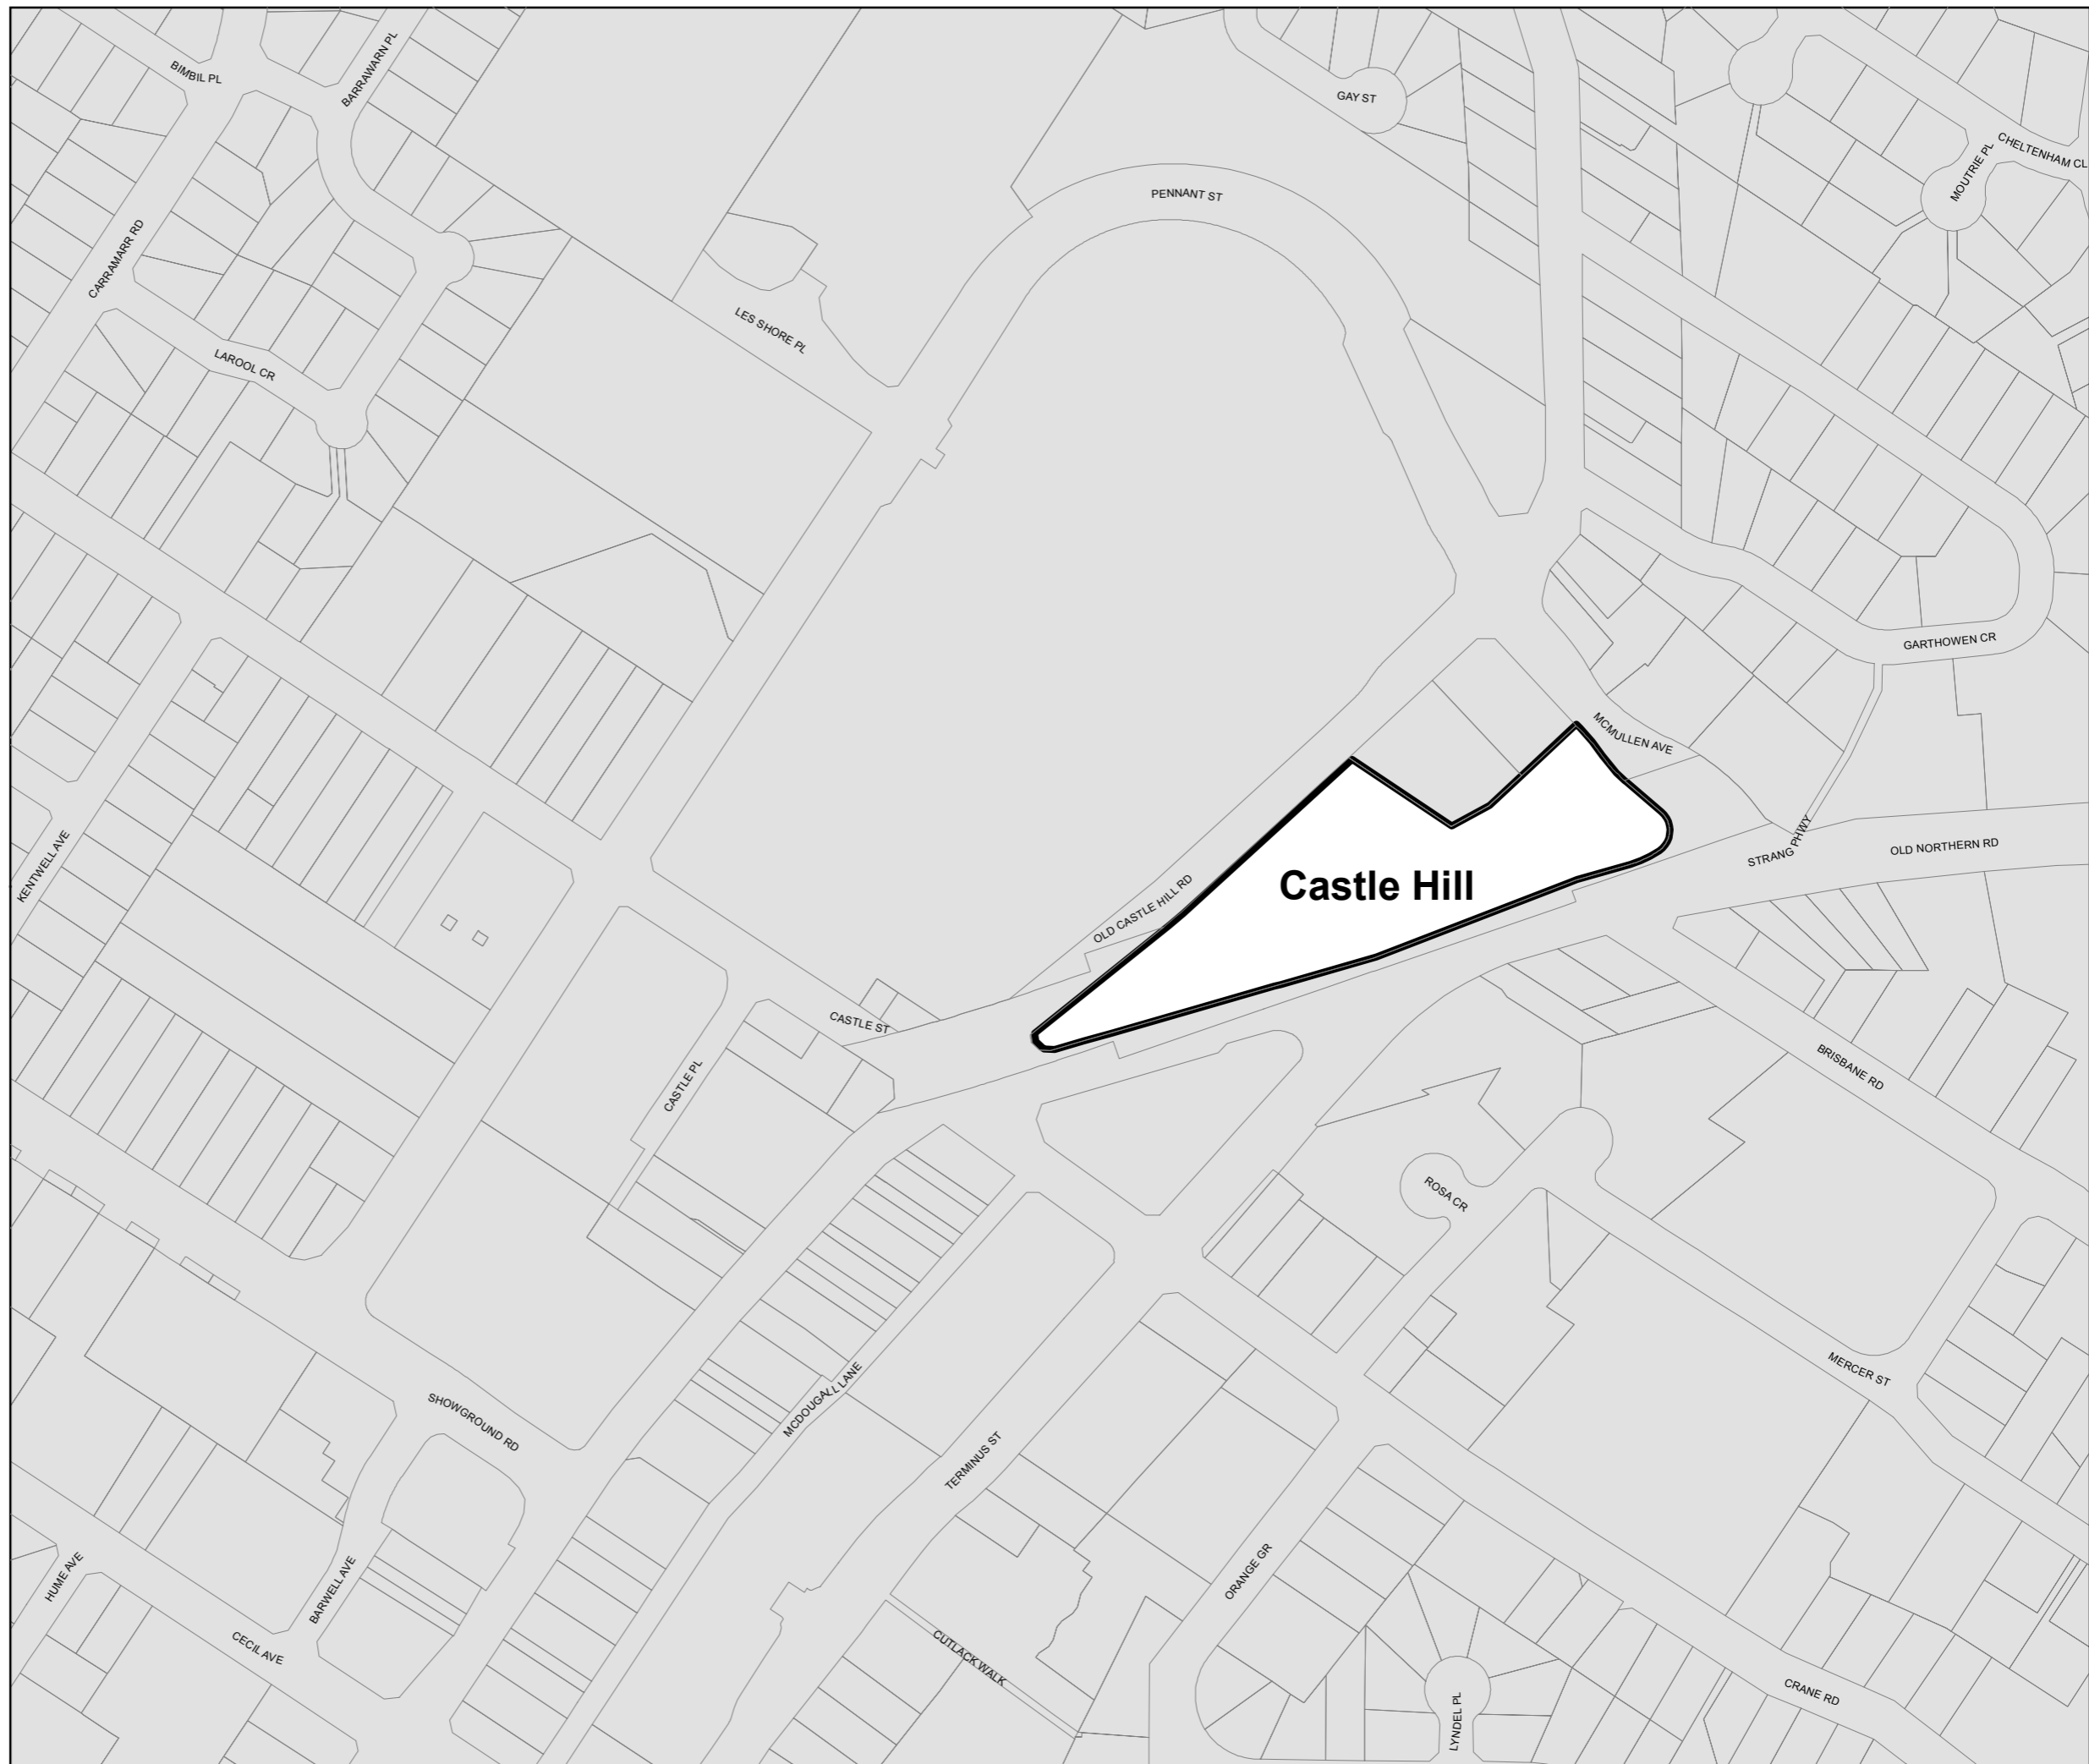 BIMBIL PL
BARRAWARN PL
GAY ST
CHELTENHAM CL
MOUTRIE PL
PENNANT ST
CARRAMARR RD
LES SHORE PL
LAROOL CR
GARTHOWEN CR
MCMULLEN AVE
KENTWELL AVE
STRANG PHWY
OLD NORTHERN RD
Castle Hill
OLD CASTLE HILL RD
CASTLE ST
CASTLE PL
BRISBANE RD
ROSA CR
MERCER ST
MCDOUGALL LANE
SHOWGROUND RD
TERMINUS ST
HUME AVE
BARWELL AVE
ORANGE GR
CECIL AVE
CUTLACK WALK
LYNDEL PL
CRANE RD